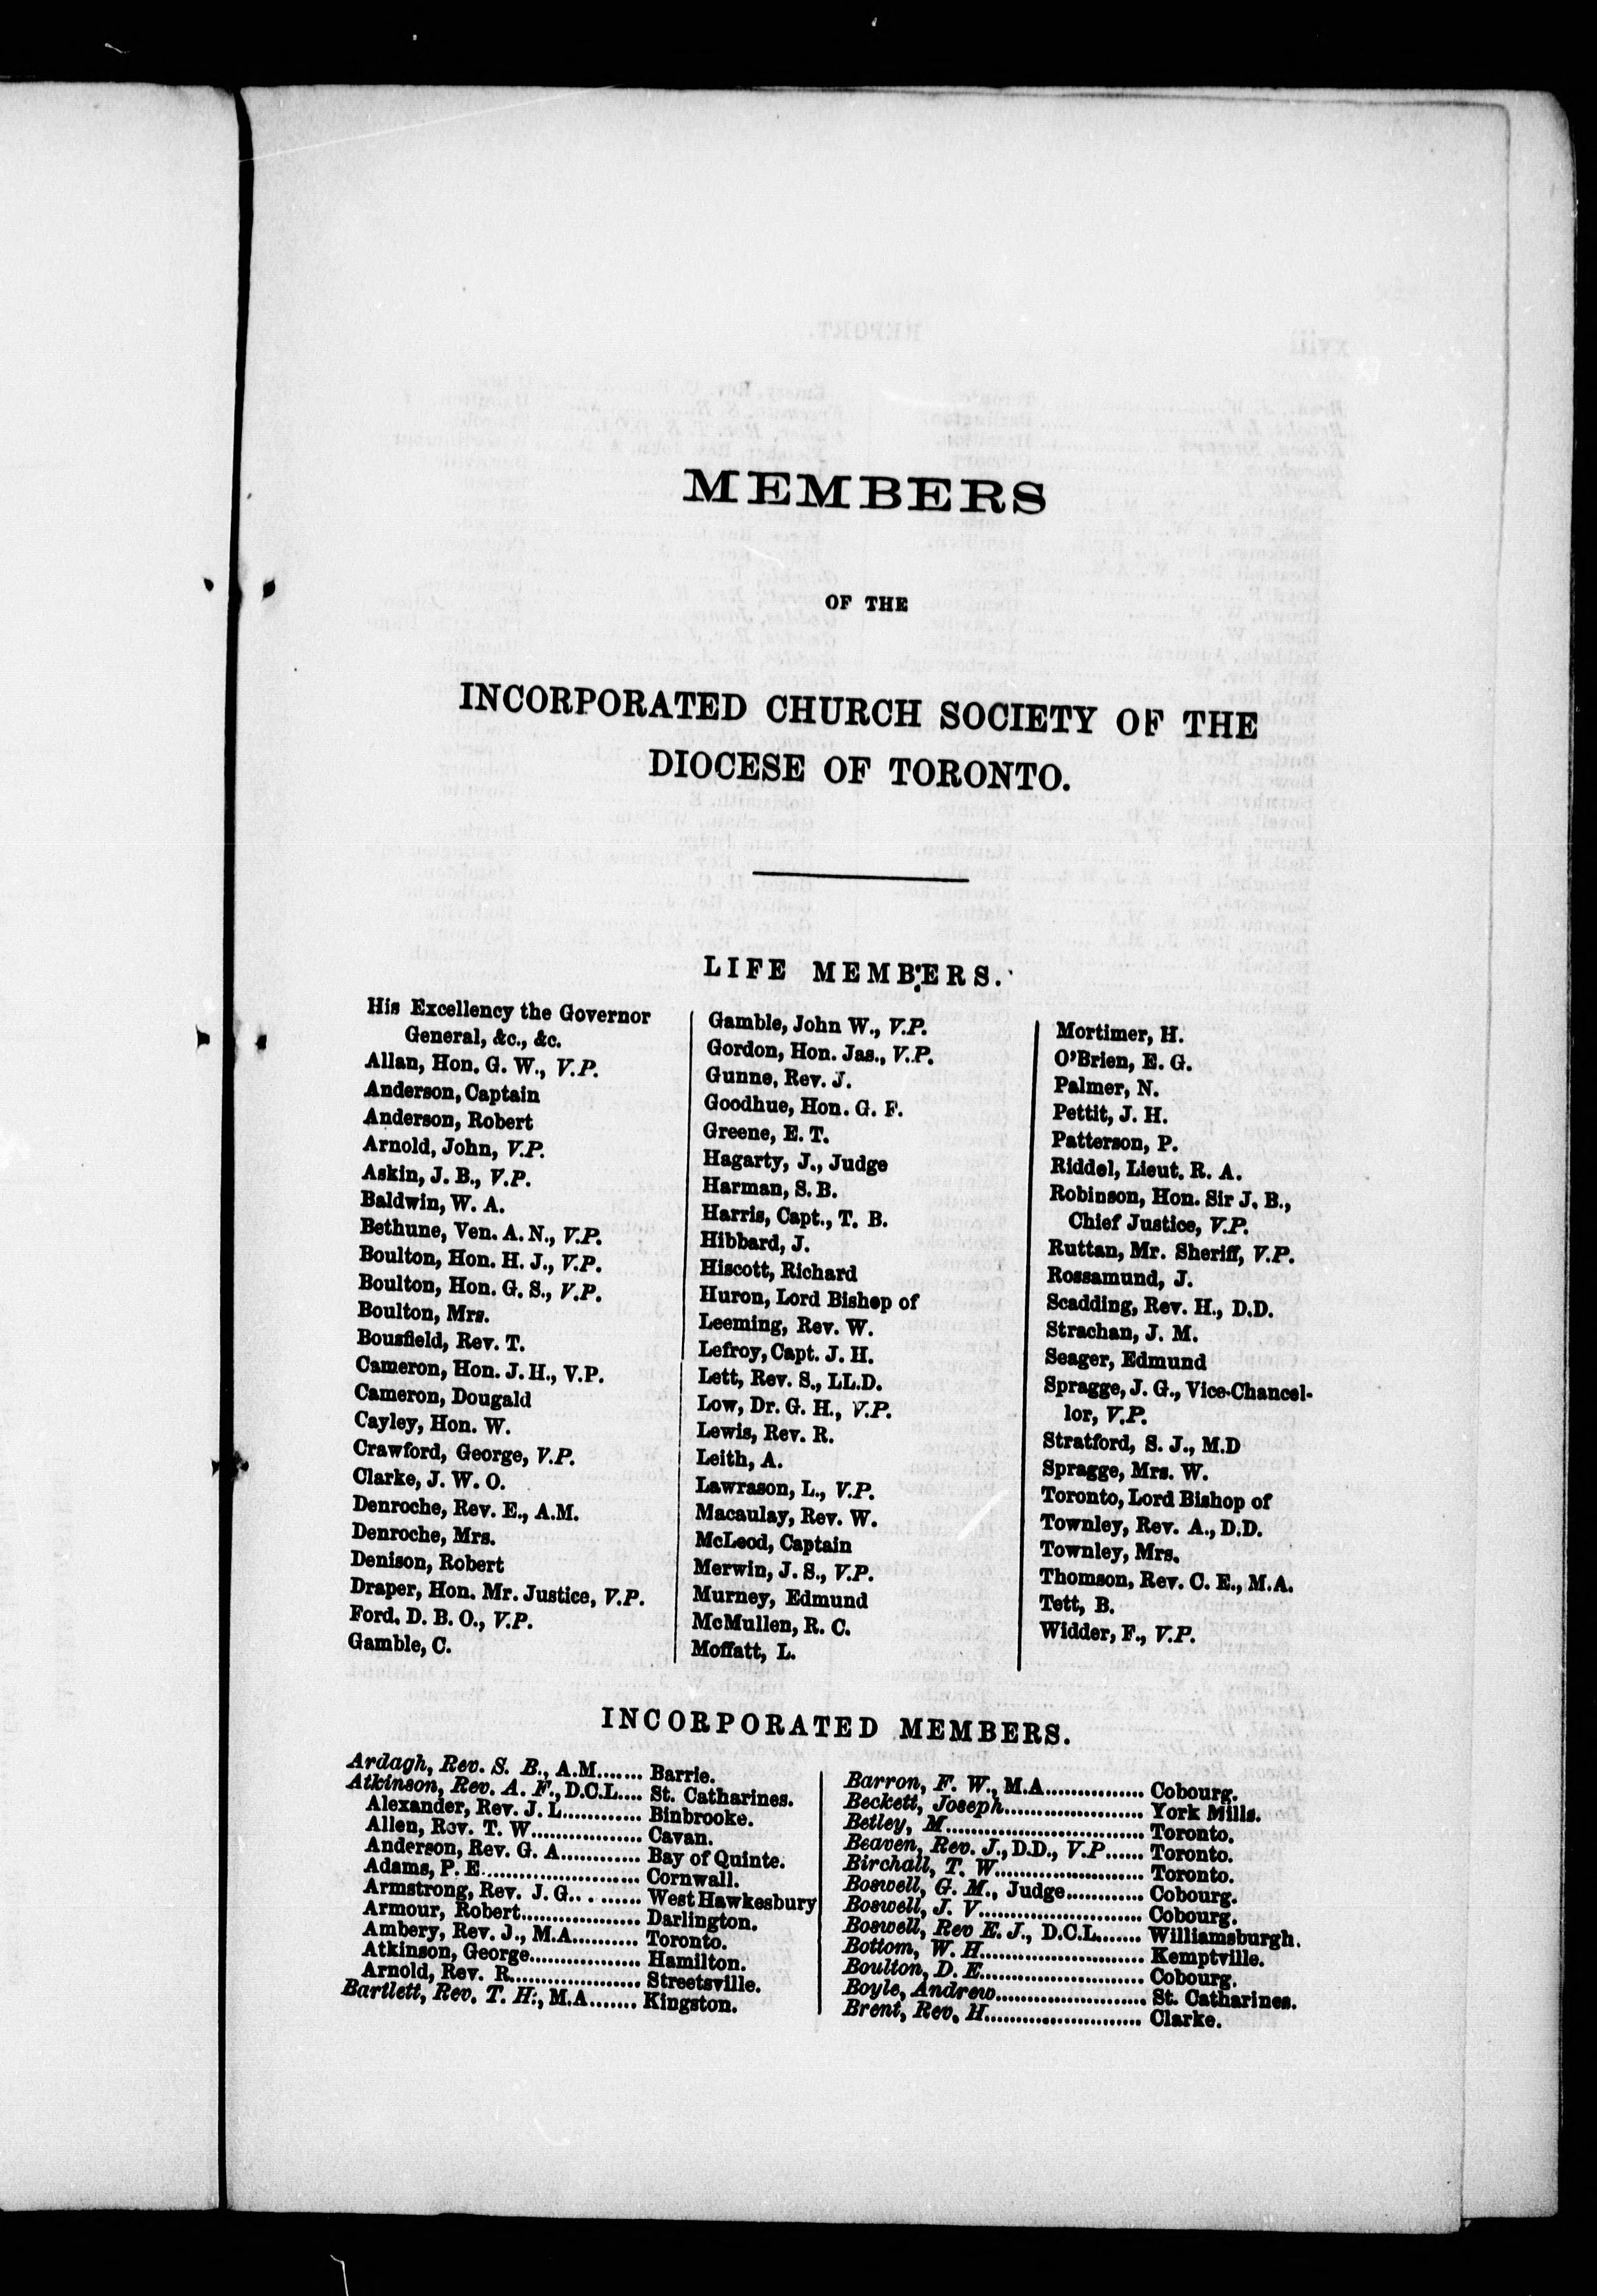 MEMBERS
OF THE
INCORPORATED CHURCH SOCIETY OF THE
DIOCESE OF TORONTO.
LIFE MEMBERS.
His Excellency the Governor
General, &c., &c.
Allan, Hon. G. W., V.P.
Anderson, Captain
Anderson, Robert
Arnold, John, V.P.
Askin, J. B., V.P.
Baldwin, W. A.
Bethune, Ven. A. N., V.P.
Boulton, Hon. H. J., V.P.
Boulton, Hon. G. S., V.P.
Boulton, Mrs.
Bousfield, Rev. T.
Cameron, Hon. J. H., V.P.
Cameron, Dougald
Cayley, Hon. W.
Crawford, George, V.P.
Clarke, J. W. O.
Denroche, Rev. E., A.M.
Denroche, Mrs.
Denison, Robert
Draper, Hon. Mr. Justice, V.P.
Ford. D. B. O., V.P.
Gamble, C.
Gamble, John W., V.P.
Gordon, Hon. Jas., V.P.
Gunne, Rev. J.
Goodhue, Hon. G. F.
Greene, E. T.
Hagarty, J., Judge
Harman, S. B.
Harris, Capt., T. B.
Hibbard, J.
Hiscott, Richard
Huron, Lord Bishop of
Leeming, Rev. W.
Lefroy, Capt. J. H.
Lett, Rev. S., LL.D.
Low, Dr. G. H., V.P.
Lewis, Rev. R.
Leith, A.
Lawrason, L., V.P.
Macaulay, Rev. W.
McLeod, Captain
Merwin, J. S., V.P.
Murney, Edmund
McMullen, R. C.
Moffatt, L.
Mortimer, H.
O'Brien, E. G.
Palmer, N.
Pettit, J. H.
Patterson, P.
Riddel, Lieut. R. A.
Robinson, Hon. Sir J. B.,
Chief Justice, V.P.
Ruttan, Mr. Sheriff, V.P.
Rossamund, J.
Scadding, Rev. H., D.D.
Strachan, J. M.
Seager, Edmund
Spragge, J. G., Vice-Chancel-
lor, V.P.
Stratford, S. J., M.D
Spragge, Mrs. W.
Toronto, Lord Bishop of
Townley, Rev. A., D.D.
Townley, Mrs.
Thomson, Rev. C. E., M.A.
Tett, B.
Widder, F., V.P.
INCORPORATED MEMBERS.
Ardagh, Rev. S. B., A.M....... Barrie.
Atkinson, Rev. A. F., D.C.L.... St. Catharines.
Alexander, Rev. J. L............ Binbrooke.
Allen, Rev. T. W................. Cavan.
Anderson, Rev. G. A............ Bay of Quinte.
Adams, P. E........................ Cornwall.
Armstrong, Rev. J. G.. . ....... West Hawkesbury
Armour, Robert.................. Darlington.
Ambery, Rev. J., M.A.......... Toronto.
Atkinson, George................. Hamilton.
Arnold, Rev. R.................... Streetsville.
Bartlett, Rev. T. H., M.A....... Kingston.
Barron, F. W., M.A............... Cobourg.
Beckett, Joseph..................... York Mills.
Betley, M.............................. Toronto.
Beaven, Rev. J., D.D., V.P...... Toronto.
Birchall, T. W....................... Toronto.
Boswell, G. M., Judge............ Cobourg.
Boswell, J. V......................... Cobourg.
Boswell, Rev E. J., D.C.L....... Williamsburgh.
Bottom, W. H......................... Kemptville.
Boulton, D. E......................... Cobourg.
Boyle, Andrew....................... St. Catharines.
Brent, Rev. H........................ Clarke.